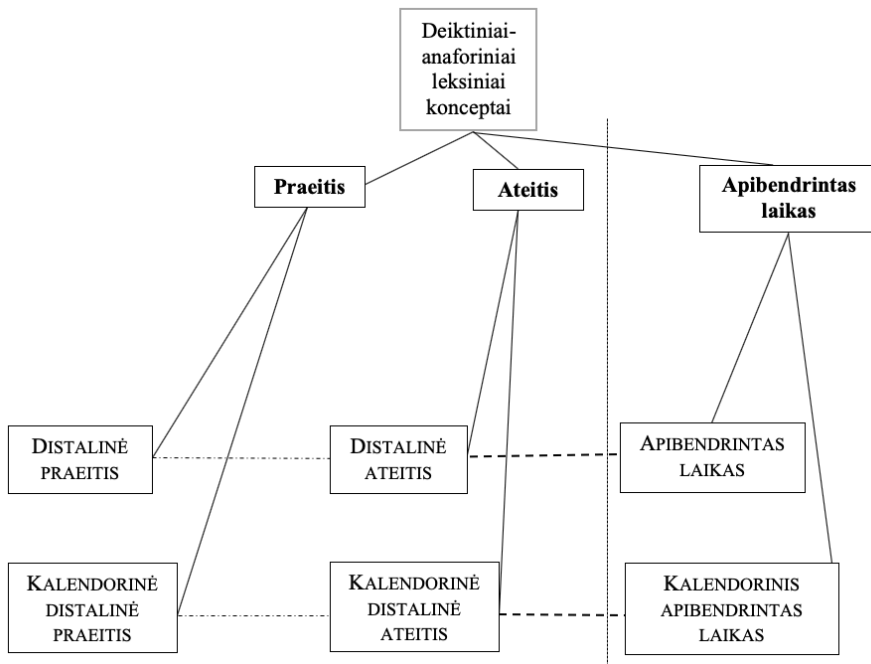 Deiktiniai-
anaforiniai
leksiniai
konceptai
Praeitis
Ateitis
Apibendrintas
laikas
DISTALINĖ
PRAEITIS
DISTALINĖ
ATEITIS
APIBENDRINTAS
LAIKAS
KALENDORINĖ
DISTALINĖ
PRAEITIS
KALENDORINĖ
DISTALINĖ
ATEITIS
KALENDORINIS
APIBENDRINTAS
LAIKAS